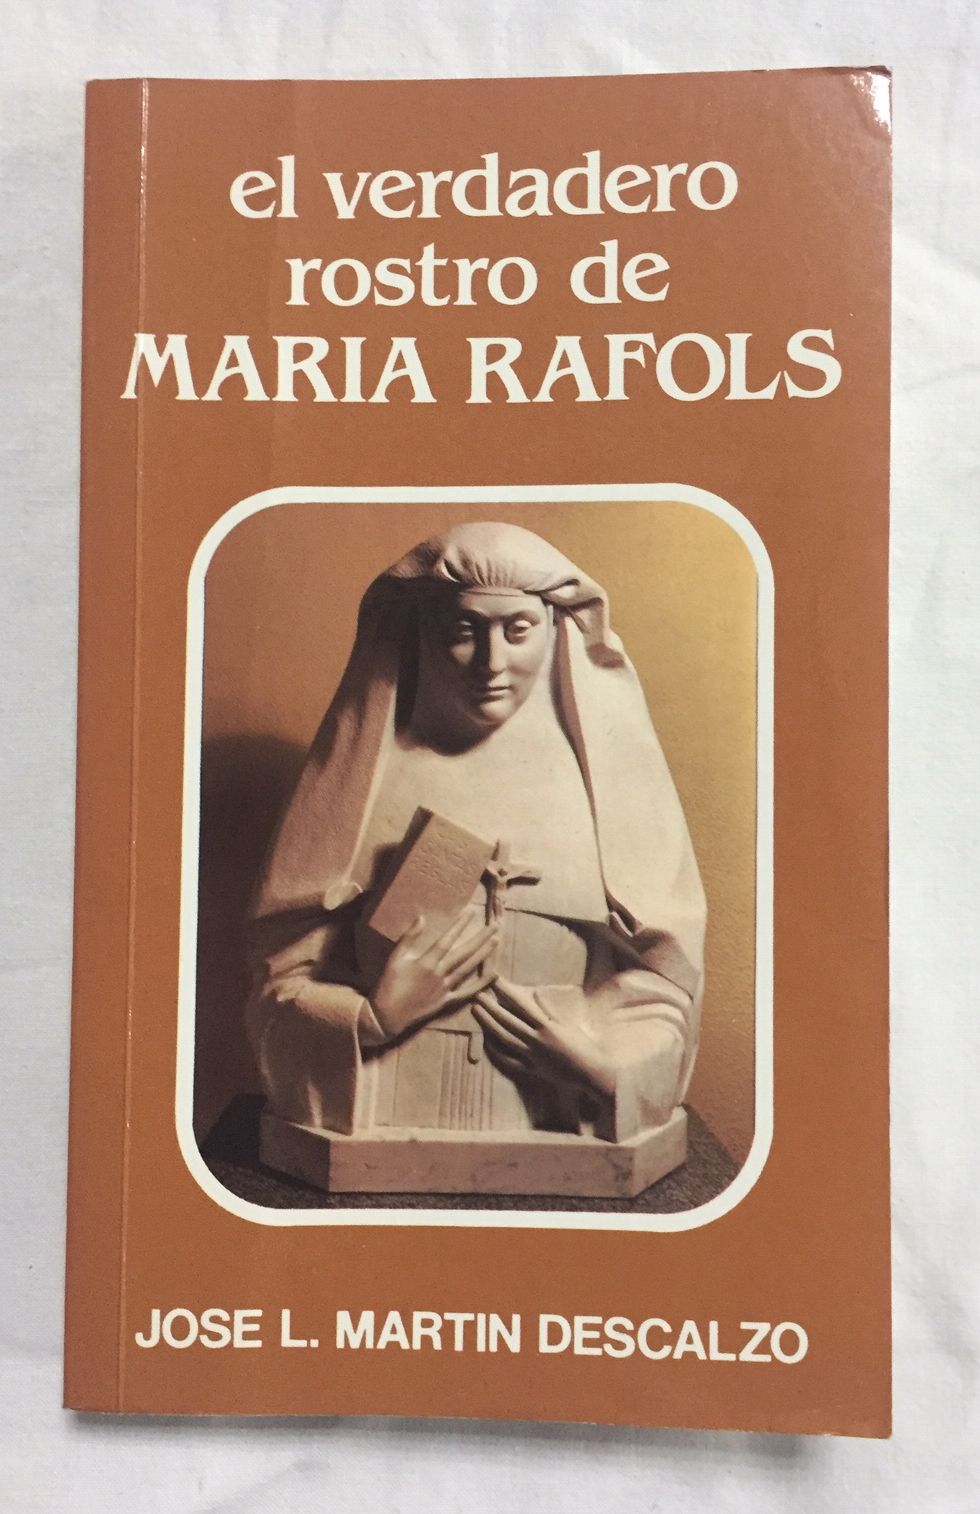 el verdadero
rostro de
MARIA RAFOLS
JOSE L. MARTIN DESCALZO